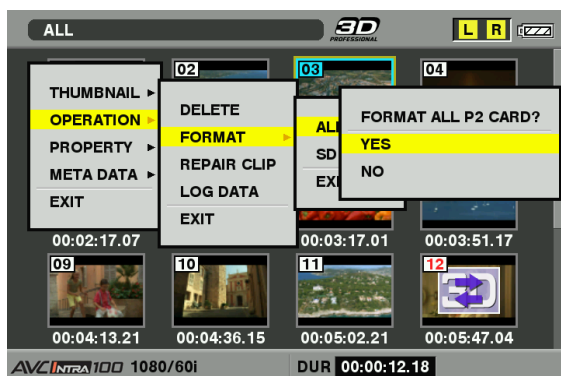 ALL
3D
PROFESSIONAL
L R
02
03
04
THUMBNAIL
OPERATION
PROPERTY
META DATA
EXIT
DELETE
FORMAT
REPAIR CLIP
LOG DATA
EXIT
SD
FORMAT ALL P2 CARD?
YES
NO
00:02:17.07
00:03:17.01
00:03:51.17
09
10
11
12
3D
00:04:13.21
00:04:36.15
00:05:02.21
00:05:47.04
AVC INTRA 100 1080/60i
DUR 00:00:12.18